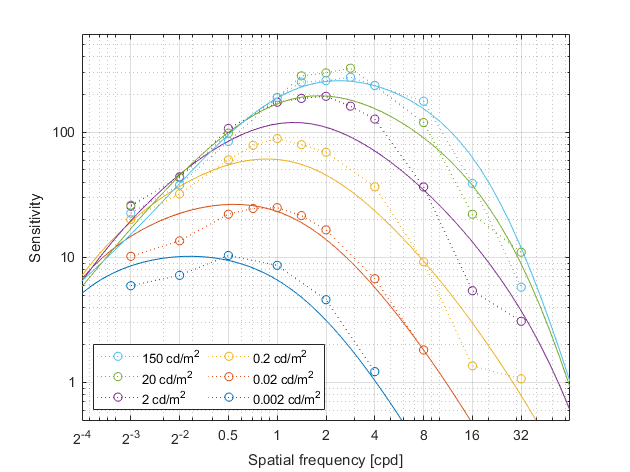 Sensitivity
100
10
1
150 cd/m²
20 cd/m²
2 cd/m²
0.2 cd/m²
0.02 cd/m²
0.002 cd/m²
2⁻⁴ 2⁻³ 2⁻² 0.5 1 2 4 8 16 32
Spatial frequency [cpd]